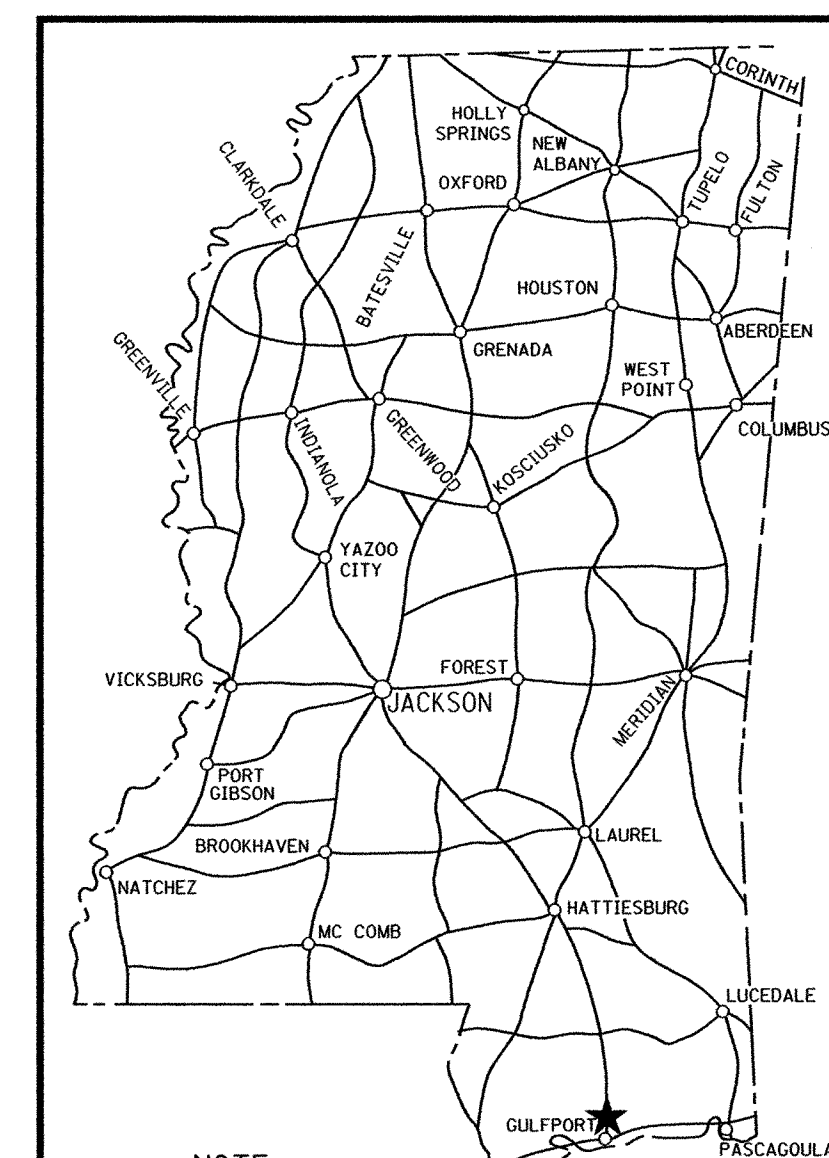 CORINTH
HOLLY
SPRINGS
NEW
ALBANY
CLARKDALE
OXFORD
TUPELO
FULTON
BATESVILLE
HOUSTON
ABERDEEN
GRENADA
GREENVILLE
WEST
POINT
COLUMBUS
INDIANOLA
GREENWOOD
KOSCIUSKO
YAZOO
CITY
FOREST
VICKSBURG
JACKSON
MERIDIAN
PORT
GIBSON
BROOKHAVEN
LAUREL
NATCHEZ
HATTIESBURG
MC COMB
LUCEDALE
GULFPORT
PASCAGOULA
NOTE